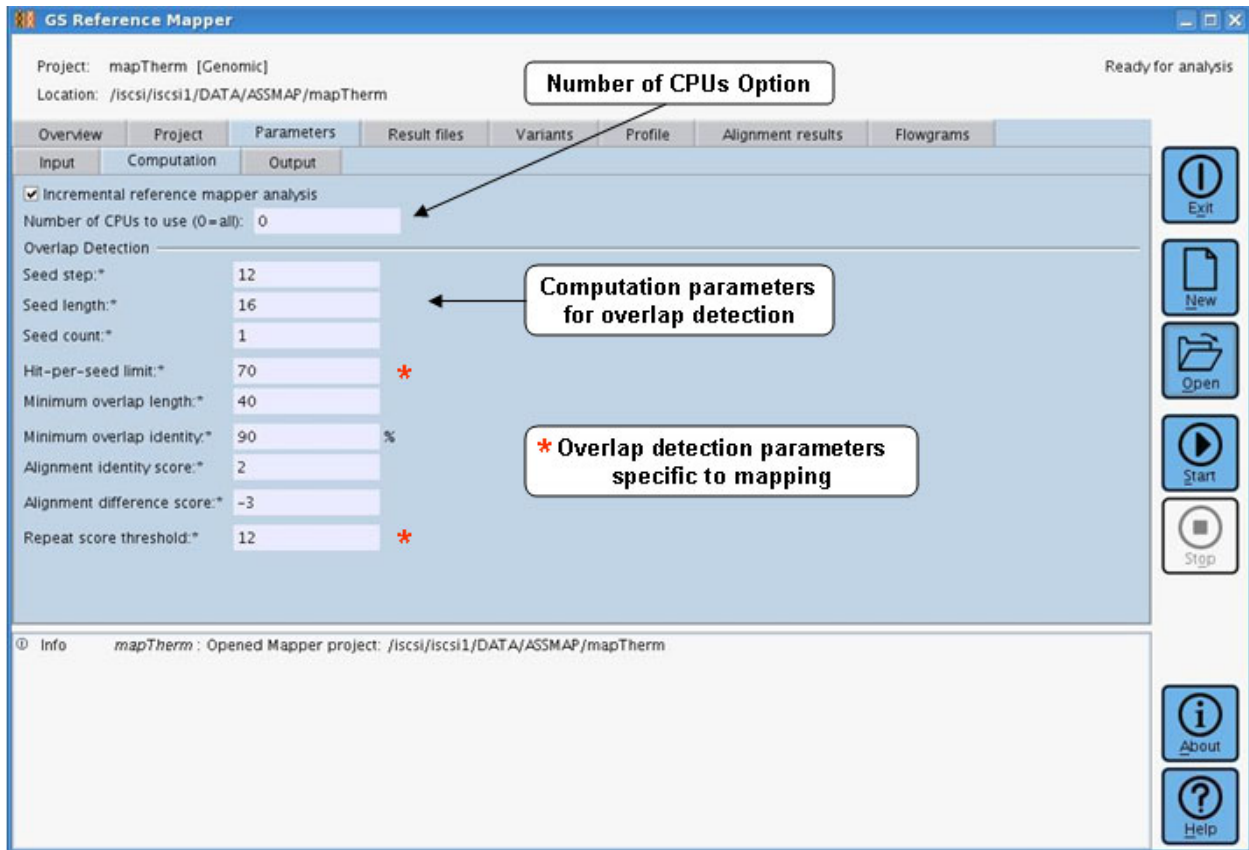 GS Reference Mapper
Project: mapTherm [Genomic]
Ready for analysis
Location: /iscsi/iscsi1/DATA/ASSMAP/mapTherm
Number of CPUs Option
Overview Project Parameters Result files Variants Profile Alignment results Flowgrams
Input Computation Output
Incremental reference mapper analysis
Number of CPUs to use (0=all): 0
Overlap Detection
Seed step:* 12
Seed length:* 16
Seed count:* 1
Computation parameters
for overlap detection
Hit-per-seed limit:* 70 *
Minimum overlap length:* 40
Minimum overlap identity:* 90 %
Alignment identity score:* 2
Alignment difference score:* -3
Repeat score threshold:* 12 *
* Overlap detection parameters
specific to mapping
Exit
New
Open
Start
Stop
Info mapTherm : Opened Mapper project: /iscsi/iscsi1/DATA/ASSMAP/mapTherm
About
Help